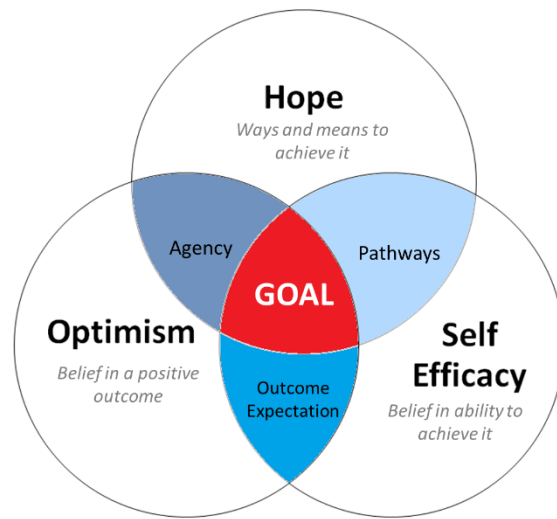 Hope
Ways and means to
achieve it
Agency
Pathways
GOAL
Optimism
Belief in a positive
outcome
Self
Efficacy
Belief in ability to
achieve it
Outcome
Expectation